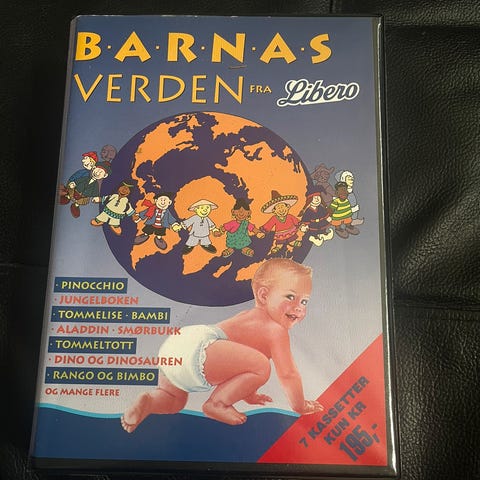 B·A·R·N·A·S
VERDEN FRA Libero
· PINOCCHIO
· JUNGELBOKEN
· TOMMELISE · BAMBI
· ALADDIN · SMØRBUKK
· TOMMELTOTT
· DINO OG DINOSAUREN
· RANGO OG BIMBO
OG MANGE FLERE
7 KASSETTER
KUN KR
195,-